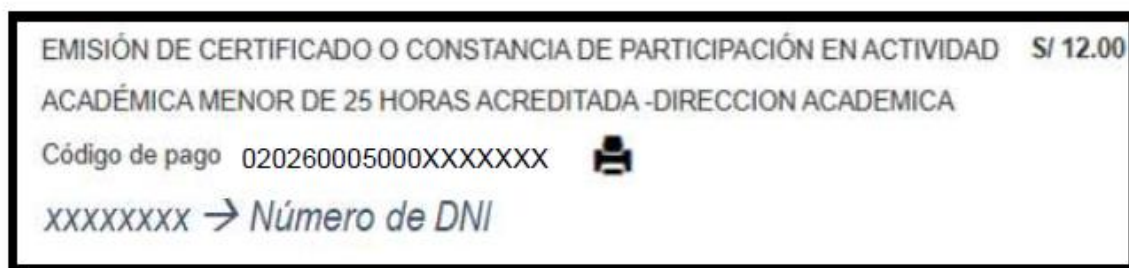 EMISIÓN DE CERTIFICADO O CONSTANCIA DE PARTICIPACIÓN EN ACTIVIDAD S/ 12.00
ACADÉMICA MENOR DE 25 HORAS ACREDITADA -DIRECCION ACADEMICA
Código de pago 020260005000XXXXXXX
xxxxxxxx → Número de DNI